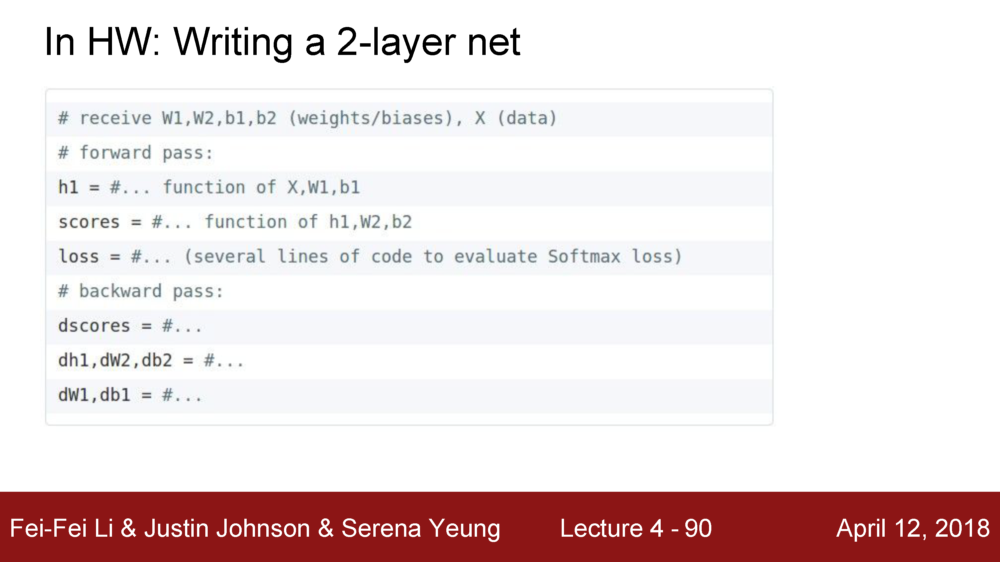 In HW: Writing a 2-layer net
# receive W1,W2,b1,b2 (weights/biases), X (data)
# forward pass:
h1 = #... function of X,W1,b1
scores = #... function of h1,W2,b2
loss = #... (several lines of code to evaluate Softmax loss)
# backward pass:
dscores = #...
dh1,dW2,db2 = #...
dW1,db1 = #...
Fei-Fei Li & Justin Johnson & Serena Yeung Lecture 4 - 90 April 12, 2018